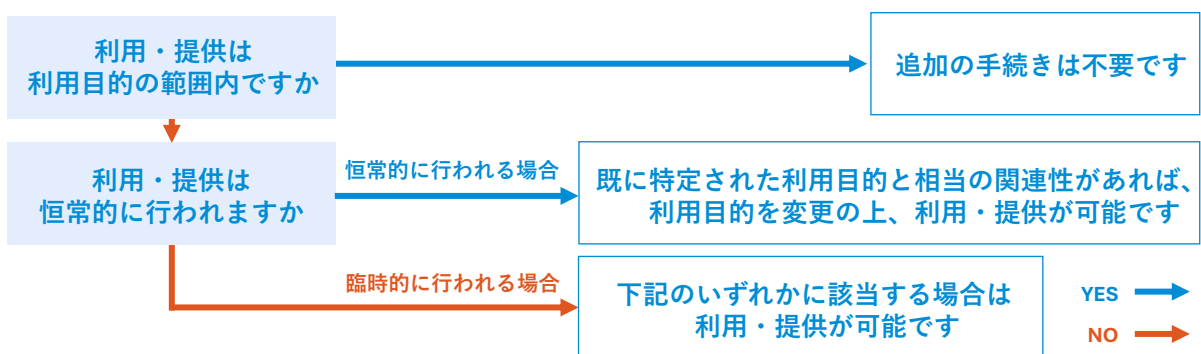 利用・提供は
利用目的の範囲内ですか
追加の手続きは不要です
利用・提供は
恒常的に行われますか
恒常的に行われる場合
既に特定された利用目的と相当の関連性があれば、
利用目的を変更の上、利用・提供が可能です
臨時的に行われる場合
下記のいずれかに該当する場合は
利用・提供が可能です
YES
NO